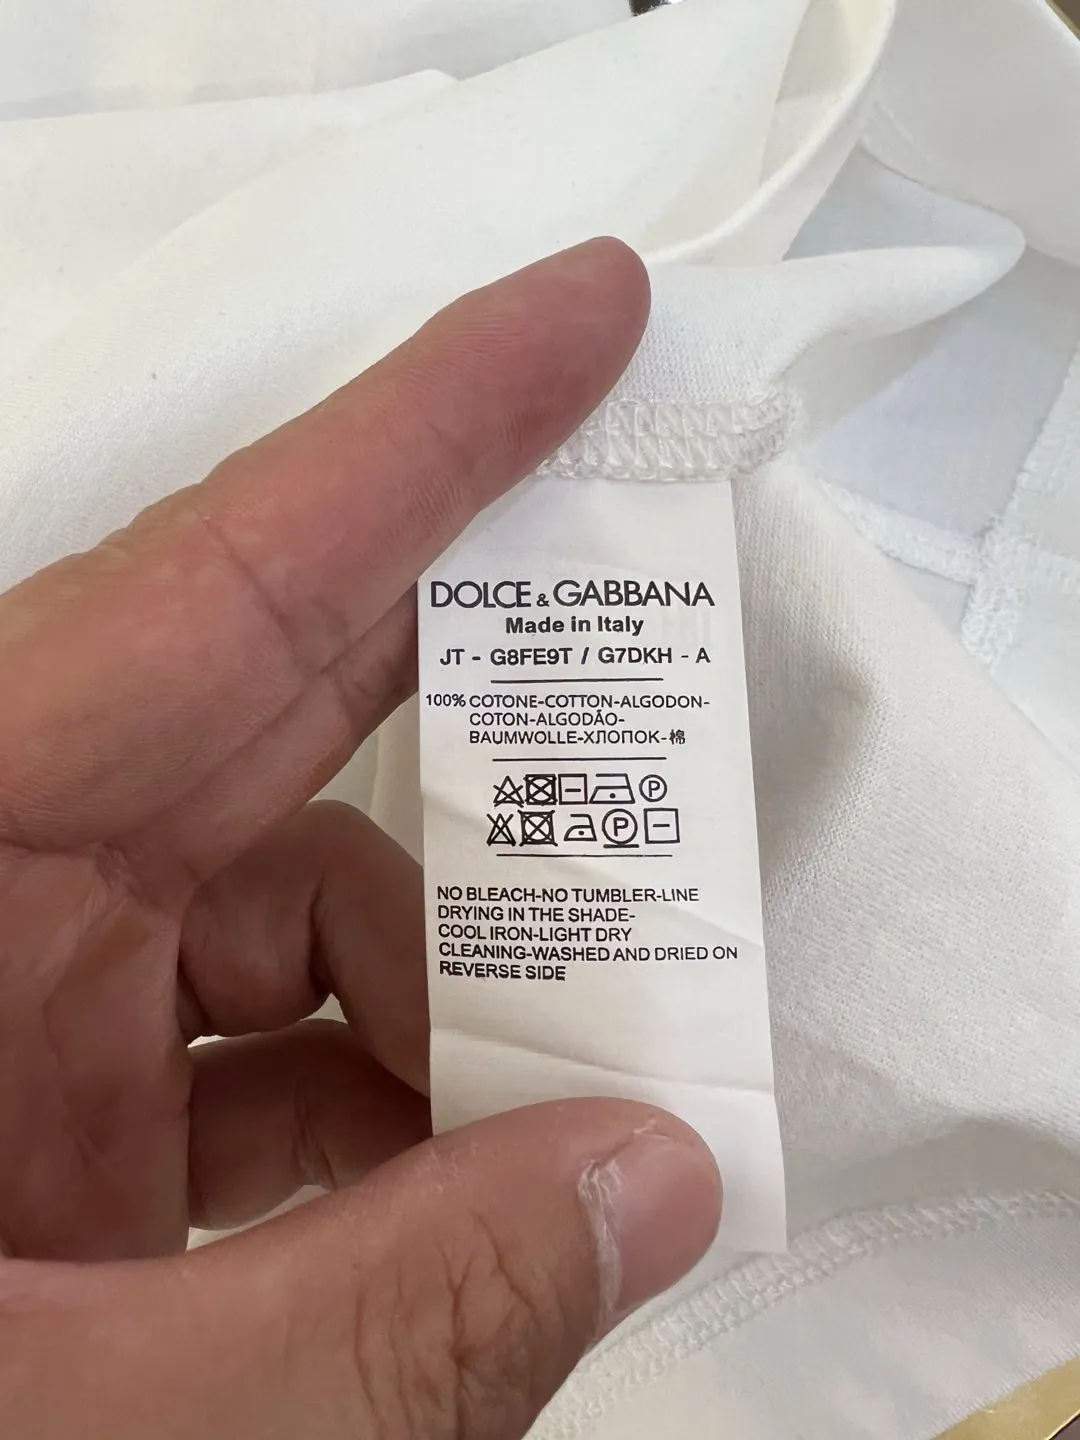 DOLCE & GABBANA
Made in Italy
JT - G8FE9T / G7DKH - A
100% COTONE-COTTON-ALGODON-
COTON-ALGODÃO-
BAUMWOLLE-ХЛОПОК-棉
P
P
NO BLEACH-NO TUMBLER-LINE
DRYING IN THE SHADE-
COOL IRON-LIGHT DRY
CLEANING-WASHED AND DRIED ON
REVERSE SIDE